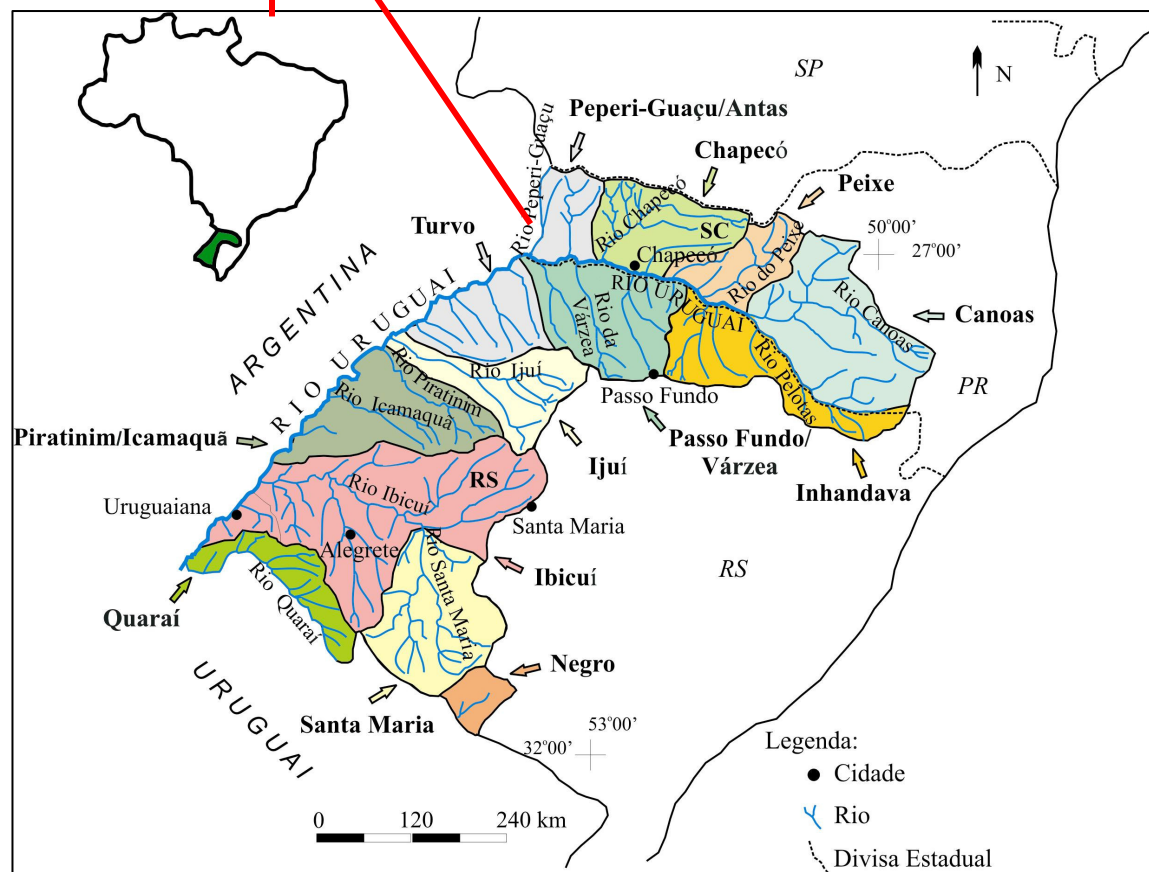 SP
N
Peperi-Guaçu/Antas
Chapecó
Peixe
Rio Peperi-Guaçu
Turvo
Rio Chapecó
SC
Chapecó
Rio do Peixe
50°00'
27°00'
RIO URUGUAI
Rio Canoas
Canoas
ARGENTINA
RIO URUGUAI
Rio da
Várzea
Rio Ijuí
Rio Piratinim
Rio Icamaquã
Rio Pelotas
PR
Passo Fundo
Piratinim/Icamaquã
Passo Fundo/
Várzea
Ijuí
Inhandava
RS
Rio Ibicuí
Uruguaiana
Santa Maria
Alegrete
Rio Santa Maria
Ibicuí
RS
Quaraí
Rio Quaraí
Negro
URUGUAI
Santa Maria
53°00'
32°00'
Legenda:
Cidade
0 120 240 km
Rio
Divisa Estadual